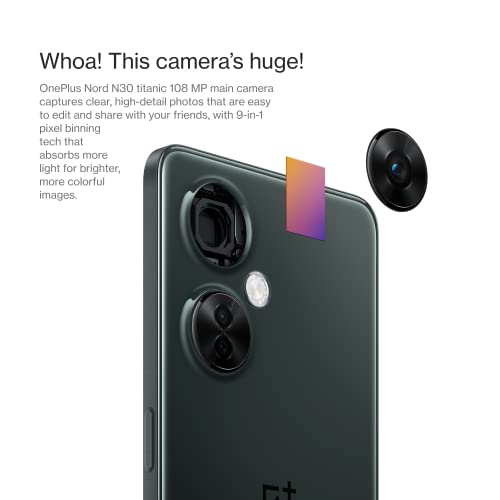 Whoa! This camera’s huge!
OnePlus Nord N30 titanic 108 MP main camera
captures clear, high-detail photos that are easy
to edit and share with your friends, with 9-in-1
pixel binning
tech that
absorbs more
light for brighter,
more colorful
images.